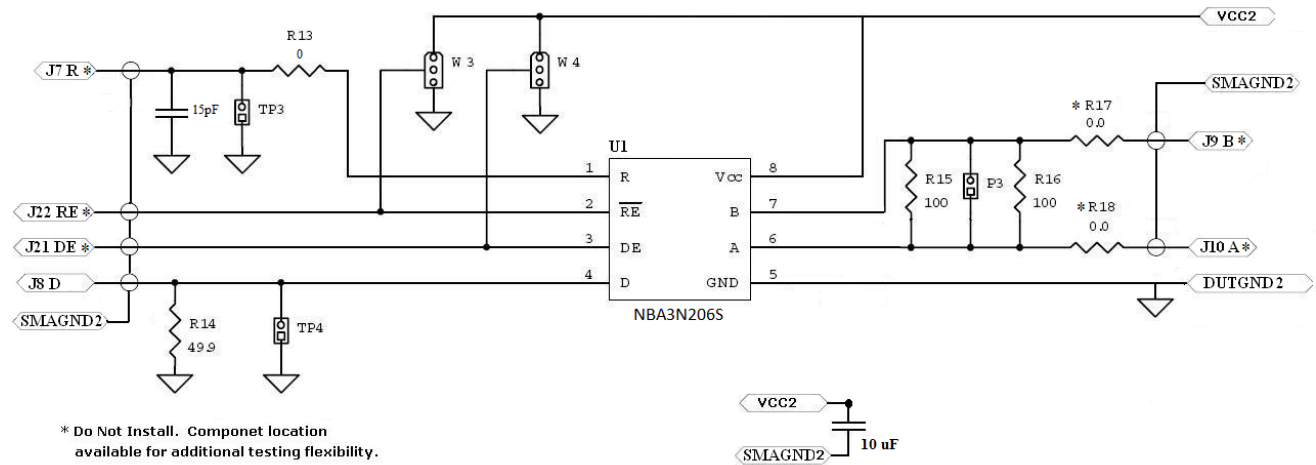 VCC2
R13
0
W 3
W 4
J7 R *
SMAGND2
15pF
TP3
* R17
0.0
U1
J9 B *
1
R
Vcc
8
R15
100
P3
R16
100
J22 RE *
2
RE
B
7
*R18
0.0
J21 DE *
3
DE
A
6
J10 A*
J8 D
4
D
GND
5
DUTGND2
SMAGND2
R14
49.9
TP4
NBA3N206S
VCC2
10 uF
SMAGND2
* Do Not Install. Componet location
available for additional testing flexibility.